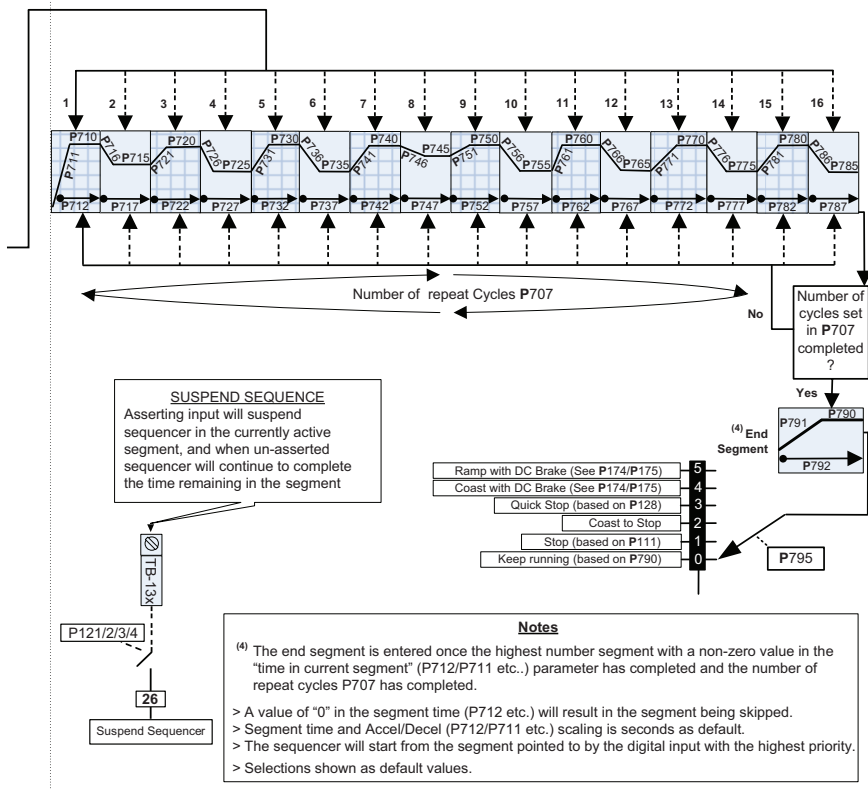 1 2 3 4 5 6 7 8 9 10 11 12 13 14 15 16
P710 P711 P712
P716 P715 P717
P720 P721 P722
P726 P725 P727
P730 P731 P732
P736 P735 P737
P740 P741 P742
P745 P746 P747
P750 P751 P752
P756 P755 P757
P760 P761 P762
P766 P765 P767
P770 P771 P772
P776 P775 P777
P780 P781 P782
P786 P785 P787
Number of repeat Cycles P707
No
Number of
cycles set
in P707
completed
?
Yes
(4) End
Segment
P791 P790
P792
SUSPEND SEQUENCE
Asserting input will suspend
sequencer in the currently active
segment, and when un-asserted
sequencer will continue to complete
the time remaining in the segment
TB-13x
P121/2/3/4
26
Suspend Sequencer
Ramp with DC Brake (See P174/P175) 5
Coast with DC Brake (See P174/P175) 4
Quick Stop (based on P128) 3
Coast to Stop 2
Stop (based on P111) 1
Keep running (based on P790) 0
P795
Notes
(4) The end segment is entered once the highest number segment with a non-zero value in the
“time in current segment” (P712/P711 etc..) parameter has completed and the number of
repeat cycles P707 has completed.
> A value of “0” in the segment time (P712 etc.) will result in the segment being skipped.
> Segment time and Accel/Decel (P712/P711 etc.) scaling is seconds as default.
> The sequencer will start from the segment pointed to by the digital input with the highest priority.
> Selections shown as default values.